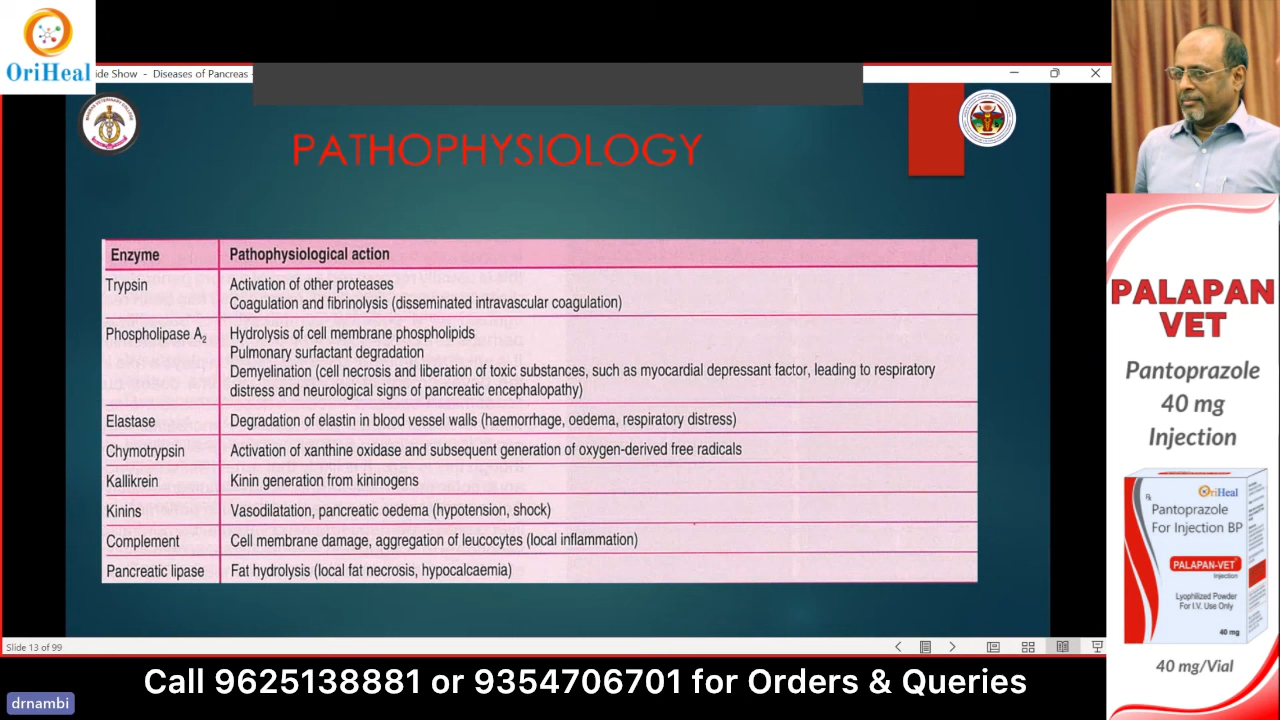 OriHeal
ide Show - Diseases of Pancreas -
PATHOPHYSIOLOGY
Enzyme Pathophysiological action
Trypsin Activation of other proteases
Coagulation and fibrinolysis (disseminated intravascular coagulation)
Phospholipase A2 Hydrolysis of cell membrane phospholipids
Pulmonary surfactant degradation
Demyelination (cell necrosis and liberation of toxic substances, such as myocardial depressant factor, leading to respiratory
distress and neurological signs of pancreatic encephalopathy)
Elastase Degradation of elastin in blood vessel walls (haemorrhage, oedema, respiratory distress)
Chymotrypsin Activation of xanthine oxidase and subsequent generation of oxygen-derived free radicals
Kallikrein Kinin generation from kininogens
Kinins Vasodilatation, pancreatic oedema (hypotension, shock)
Complement Cell membrane damage, aggregation of leucocytes (local inflammation)
Pancreatic lipase Fat hydrolysis (local fat necrosis, hypocalcaemia)
Slide 13 of 99
PALAPAN
VET
Pantoprazole
40 mg
Injection
OriHeal
Rx
Pantoprazole
For Injection BP
PALAPAN-VET
Injection
Lyophilized Powder
For I.V. Use Only
40 mg
40 mg/Vial
Call 9625138881 or 9354706701 for Orders & Queries
drnambi